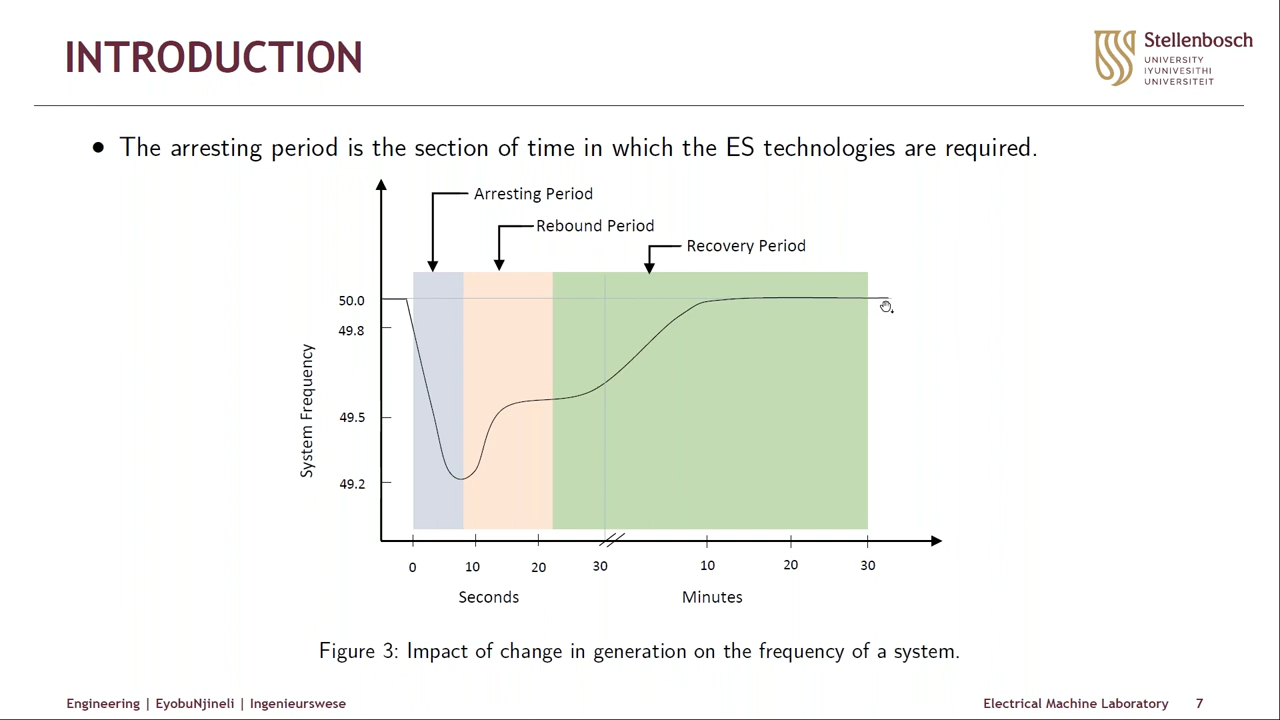 INTRODUCTION
Stellenbosch
UNIVERSITY
IYUNIVESITHI
UNIVERSITEIT
• The arresting period is the section of time in which the ES technologies are required.
Arresting Period
Rebound Period
Recovery Period
50.0
49.8
49.5
49.2
System Frequency
0 10 20 30 10 20 30
Seconds Minutes
Figure 3: Impact of change in generation on the frequency of a system.
Engineering | EyobuNjineli | Ingenieurswese
Electrical Machine Laboratory 7